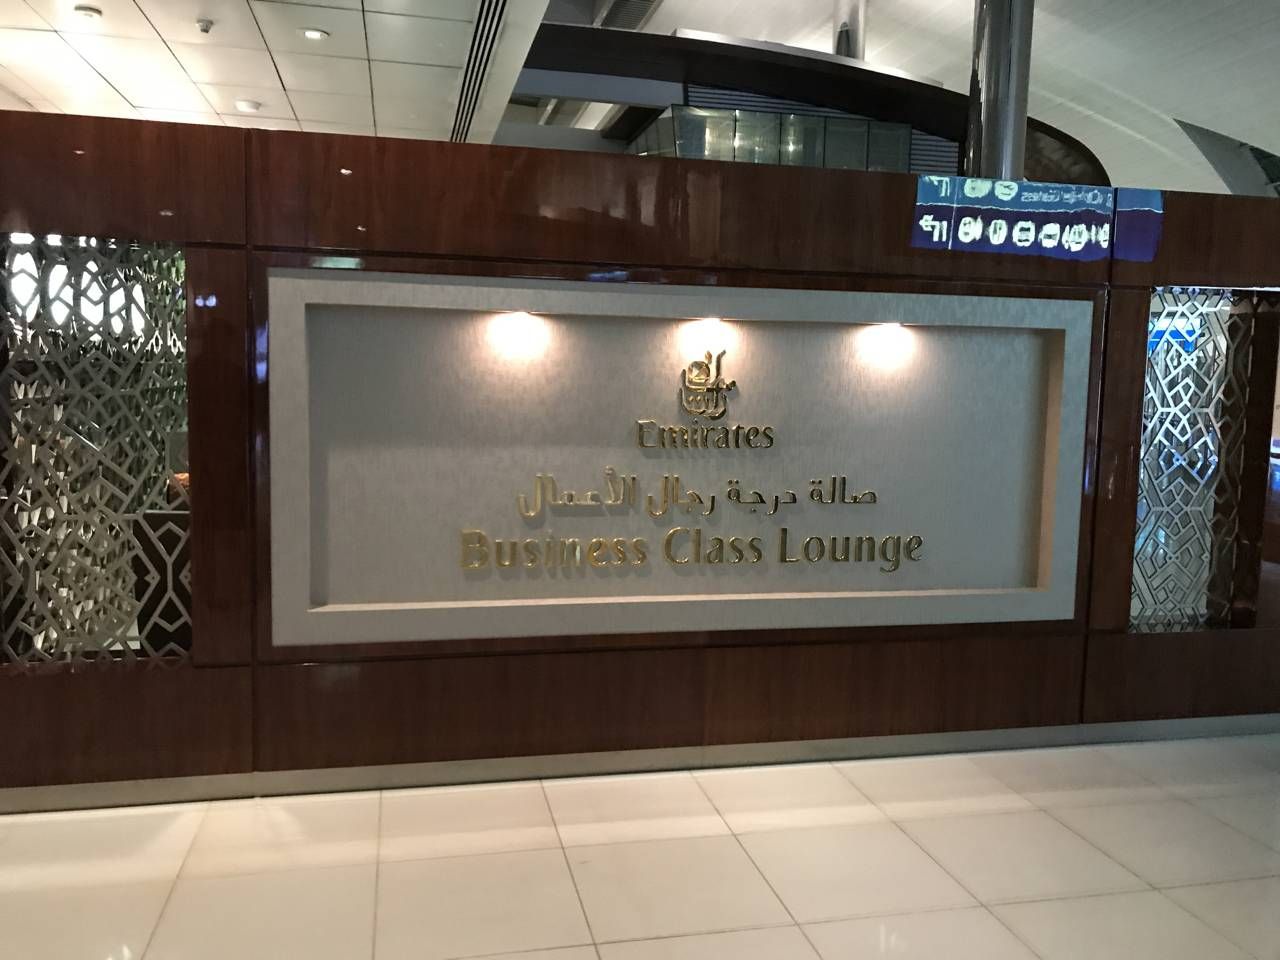 Emirates
صالة درجة رجال الأعمال
Business Class Lounge